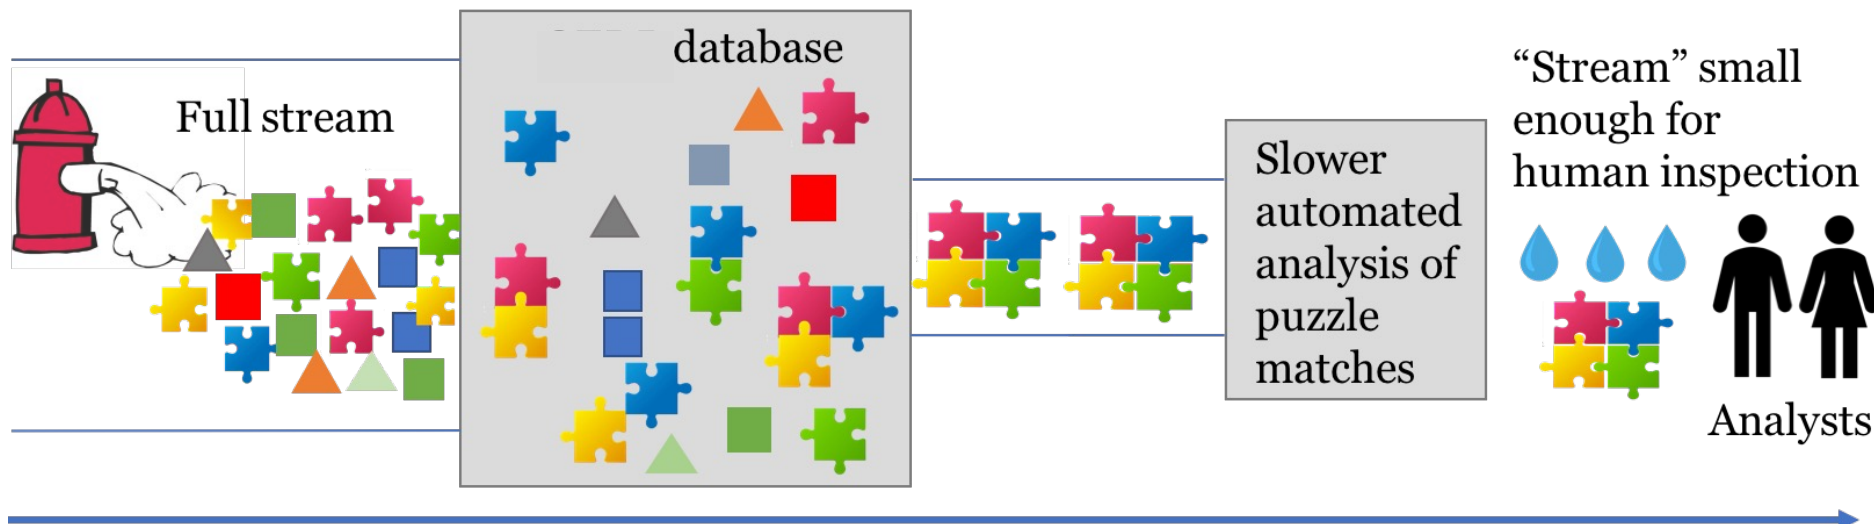 Full stream
database
Slower
automated
analysis of
puzzle
matches
“Stream” small
enough for
human inspection
Analysts